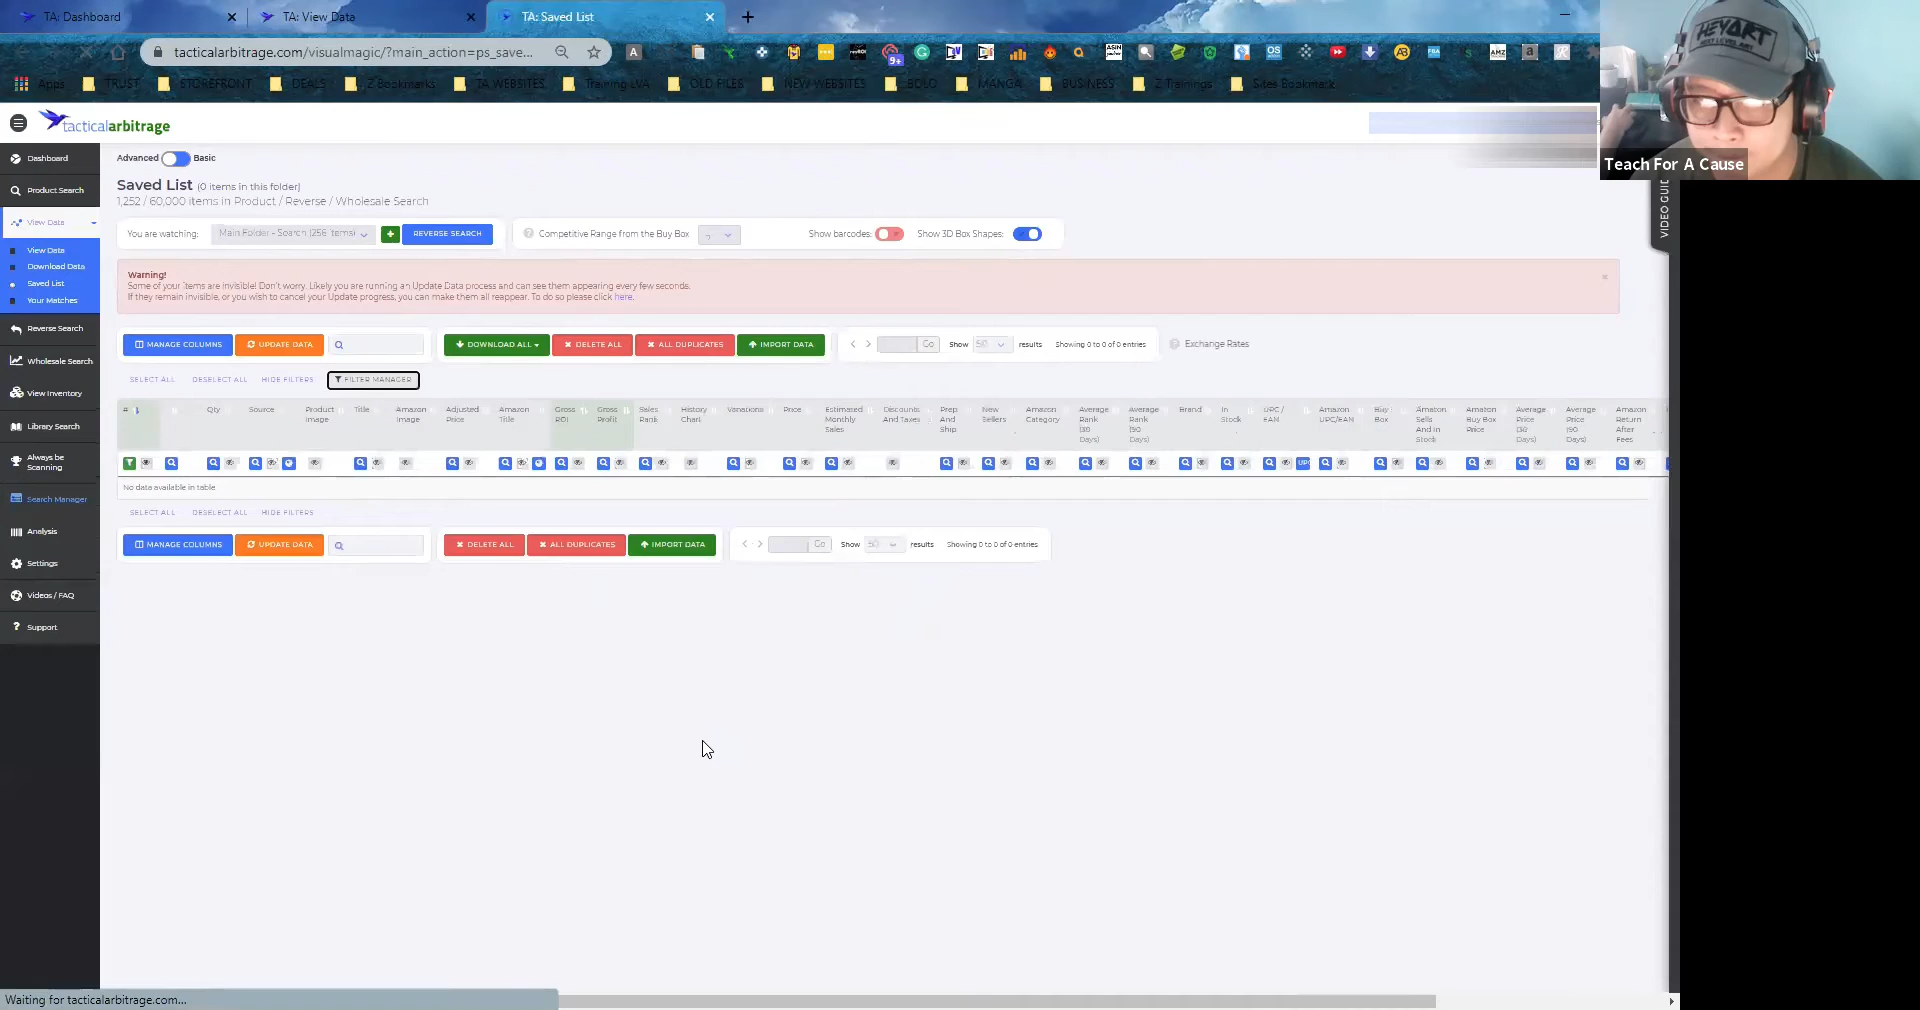 TA: Dashboard
TA: View Data
TA: Saved List
tacticalarbitrage.com/visualmagic/?main_action=ps_save...
9+
Apps
TRUST
STOREFRONT
DEALS
Z Bookmarks
TA WEBSITES
Training LVA
OLD FILES
NEW WEBSITES
BOLO
MANGA
BUSINESS
Z Trainings
Sites Bookmark
HEYDAY
Teach For A Cause
tacticalarbitrage
Dashboard
Product Search
View Data
View Data
Download Data
Saved List
Your Matches
Reverse Search
Wholesale Search
View Inventory
Library Search
Always be
Scanning
Search Manager
Analysis
Settings
Videos / FAQ
Support
Advanced
Basic
Saved List (0 items in this folder)
1,252 / 60,000 items in Product / Reverse / Wholesale Search
You are watching:
Main Folder - Search (256 items)
REVERSE SEARCH
Competitive Range from the Buy Box
Show barcodes:
Show 3D Box Shapes:
VIDEO GUID
Warning!
Some of your items are invisible! Don't worry. Likely you are running an Update Data process and can see them appearing every few seconds.
If they remain invisible, or you wish to cancel your Update progress, you can make them all reappear. To do so please click here.
MANAGE COLUMNS
UPDATE DATA
DOWNLOAD ALL
DELETE ALL
ALL DUPLICATES
IMPORT DATA
Go
Show
50
results
Showing 0 to 0 of 0 entries
Exchange Rates
SELECT ALL
DESELECT ALL
HIDE FILTERS
FILTER MANAGER
#
Qty
Source
Product Image
Title
Amazon Image
Adjusted Price
Amazon Title
Gross ROI
Gross Profit
Sales Rank
History Chart
Variations
Price
Estimated Monthly Sales
Discounts And Taxes
Prep And Ship
New Sellers
Amazon Category
Average Rank (30 Days)
Average Rank (90 Days)
Brand
In Stock
UPC / EAN
Amazon UPC/EAN
Buy Box
Amazon Sells And In Stock
Amazon Buy Box Price
Average Price (30 Days)
Average Price (90 Days)
Amazon Return After Fees
No data available in table
SELECT ALL
DESELECT ALL
HIDE FILTERS
MANAGE COLUMNS
UPDATE DATA
DELETE ALL
ALL DUPLICATES
IMPORT DATA
Go
Show
50
results
Showing 0 to 0 of 0 entries
Waiting for tacticalarbitrage.com...